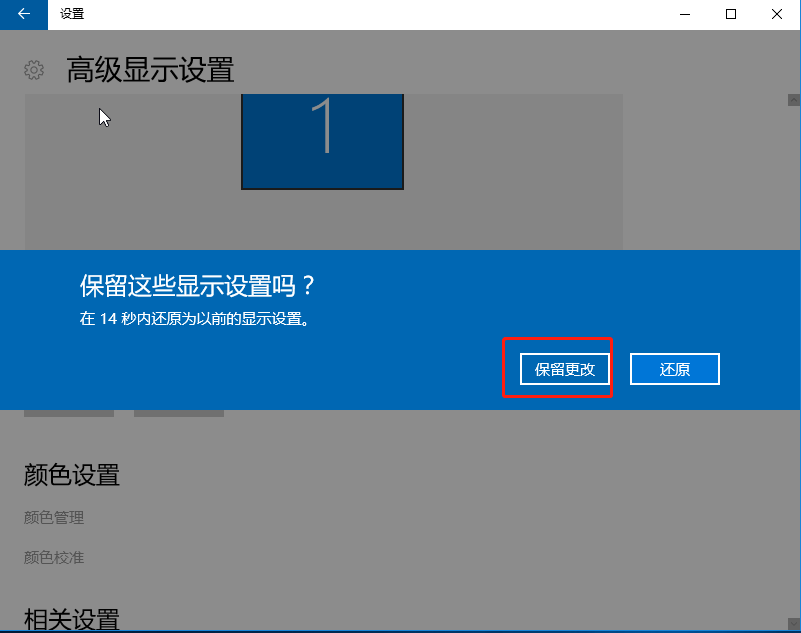 设置
高级显示设置
1
保留这些显示设置吗？
在 14 秒内还原为以前的显示设置。
保留更改
还原
颜色设置
颜色管理
颜色校准
相关设置